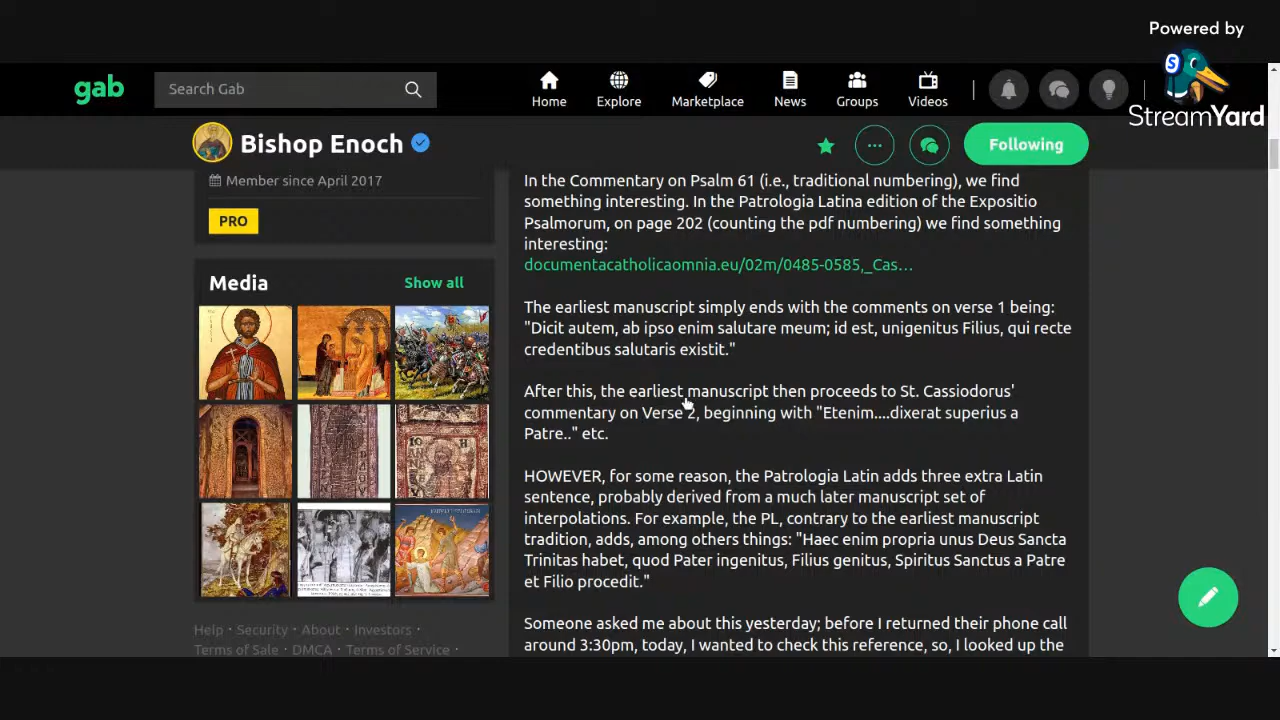 Powered by
StreamYard
gab
Search Gab
Home
Explore
Marketplace
News
Groups
Videos
Bishop Enoch
Following
Member since April 2017
PRO
Media
Show all
Help · Security · About · Investors ·
Terms of Sale · DMCA · Terms of Service ·
In the Commentary on Psalm 61 (i.e., traditional numbering), we find
something interesting. In the Patrologia Latina edition of the Expositio
Psalmorum, on page 202 (counting the pdf numbering) we find something
interesting:
documentacatholicaomnia.eu/02m/0485-0585,_Cas…
The earliest manuscript simply ends with the comments on verse 1 being:
"Dicit autem, ab ipso enim salutare meum; id est, unigenitus Filius, qui recte
credentibus salutaris existit."
After this, the earliest manuscript then proceeds to St. Cassiodorus'
commentary on Verse 2, beginning with "Etenim....dixerat superius a
Patre.." etc.
HOWEVER, for some reason, the Patrologia Latin adds three extra Latin
sentence, probably derived from a much later manuscript set of
interpolations. For example, the PL, contrary to the earliest manuscript
tradition, adds, among others things: "Haec enim propria unus Deus Sancta
Trinitas habet, quod Pater ingenitus, Filius genitus, Spiritus Sanctus a Patre
et Filio procedit."
Someone asked me about this yesterday; before I returned their phone call
around 3:30pm, today, I wanted to check this reference, so, I looked up the